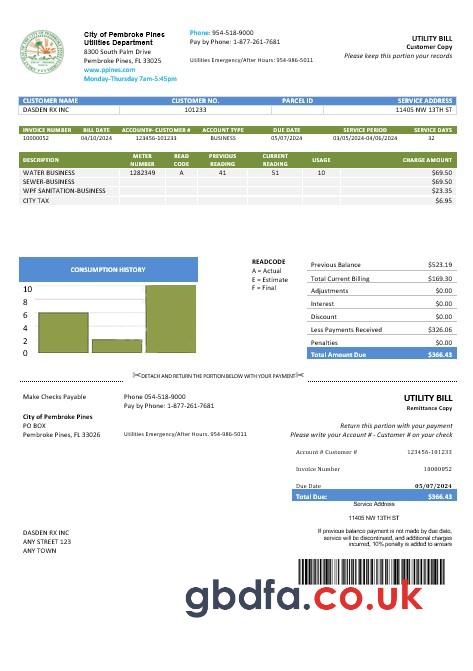 City of Pembroke Pines
Utilities Department
8300 South Palm Drive
Pembroke Pines, FL 33025
www.ppines.com
Monday-Thursday 7am-5:45pm
Phone: 954-518-9000
Pay by Phone: 1-877-261-7681
Utilities Emergency/After Hours: 954-986-5011
UTILITY BILL
Customer Copy
Please keep this portion your records
CUSTOMER NAME CUSTOMER NO. PARCEL ID SERVICE ADDRESS
DASDEN RX INC 101233 11405 NW 13TH ST
INVOICE NUMBER BILL DATE ACCOUNT#-CUSTOMER # ACCOUNT TYPE DUE DATE SERVICE PERIOD SERVICE DAYS
10000052 04/10/2024 123456-101233 BUSINESS 05/07/2024 03/05/2024-04/06/2024 32
DESCRIPTION METER NUMBER READ CODE PREVIOUS READING CURRENT READING USAGE CHARGE AMOUNT
WATER BUSINESS 1282349 A 41 51 10 $69.50
SEWER-BUSINESS $69.50
WPF SANITATION-BUSINESS $23.35
CITY TAX $6.95
CONSUMPTION HISTORY
10
8
6
4
2
0
READCODE
A = Actual
E = Estimate
F = Final
Previous Balance $523.19
Total Current Billing $169.30
Adjustments $0.00
Interest $0.00
Discount $0.00
Less Payments Received $326.06
Penalties $0.00
Total Amount Due $366.43
DETACH AND RETURN THE PORTION BELOW WITH YOUR PAYMENT
Make Checks Payable
City of Pembroke Pines
PO BOX
Pembroke Pines, FL 33026
Phone 054-518-9000
Pay by Phone: 1-877-261-7681
Utilities Emergency/After Hours. 954-986-5011
UTILITY BILL
Remittance Copy
Return this portion with your payment
Please write your Account # - Customer # on your check
Account # Customer # 123456-101233
Invoice Number 10000052
Due Date 05/07/2024
Total Due: $366.43
Service Address
11405 NW 13TH ST
If previous balance payment is not made by due date,
service will be discontinued, and additional charges
incurred, 10% penalty is added to arrears
DASDEN RX INC
ANY STREET 123
ANY TOWN
gbdfa.co.uk